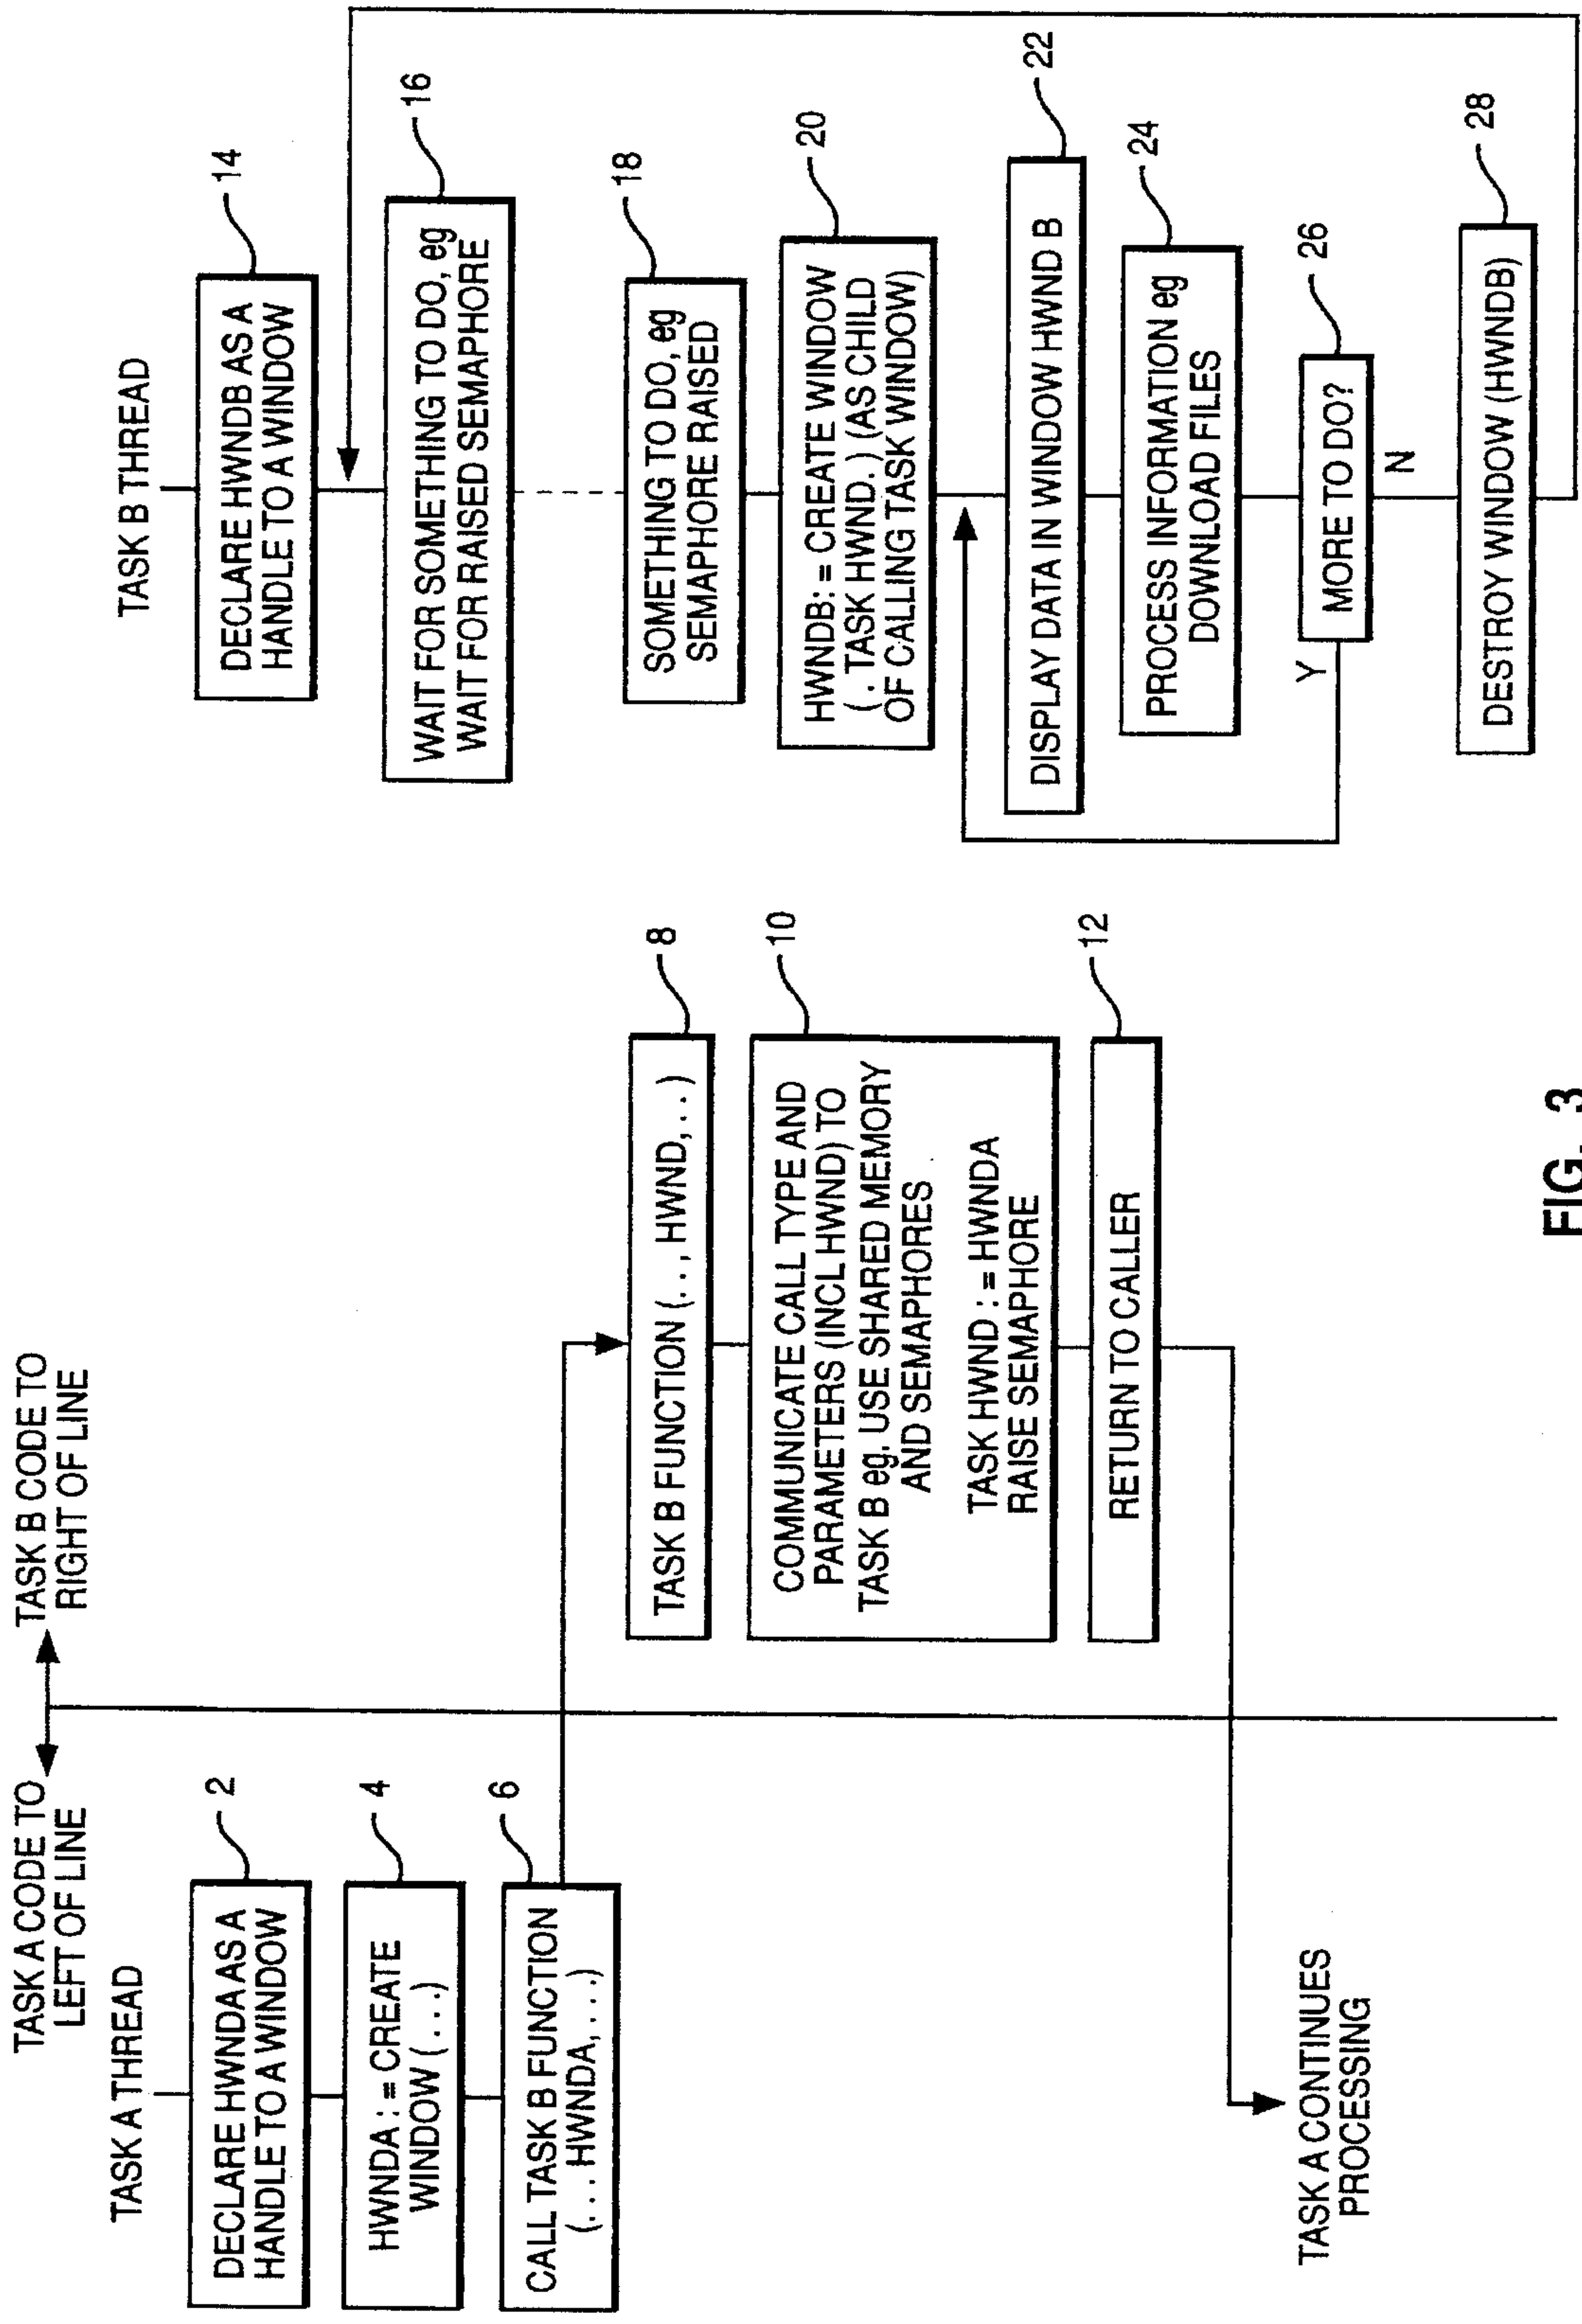 TASK A CODE TO
LEFT OF LINE
TASK B CODE TO
RIGHT OF LINE
TASK A THREAD
DECLARE HWNDA AS A
HANDLE TO A WINDOW
2
HWNDA : = CREATE
WINDOW (. . .)
4
CALL TASK B FUNCTION
(. . . HWNDA, . . .)
6
TASK B FUNCTION (. . , HWND, . . )
8
COMMUNICATE CALL TYPE AND
PARAMETERS (INCL HWND) TO
TASK B eg. USE SHARED MEMORY
AND SEMAPHORES
TASK HWND : = HWNDA
RAISE SEMAPHORE
10
RETURN TO CALLER
12
TASK A CONTINUES
PROCESSING
TASK B THREAD
DECLARE HWNDB AS A
HANDLE TO A WINDOW
14
WAIT FOR SOMETHING TO DO, eg
WAIT FOR RAISED SEMAPHORE
16
SOMETHING TO DO, eg
SEMAPHORE RAISED
18
HWNDB: = CREATE WINDOW
(. TASK HWND. ) (AS CHILD
OF CALLING TASK WINDOW)
20
DISPLAY DATA IN WINDOW HWND B
22
PROCESS INFORMATION eg
DOWNLOAD FILES
24
MORE TO DO?
26
Y
N
DESTROY WINDOW (HWNDB)
28
FIG. 3